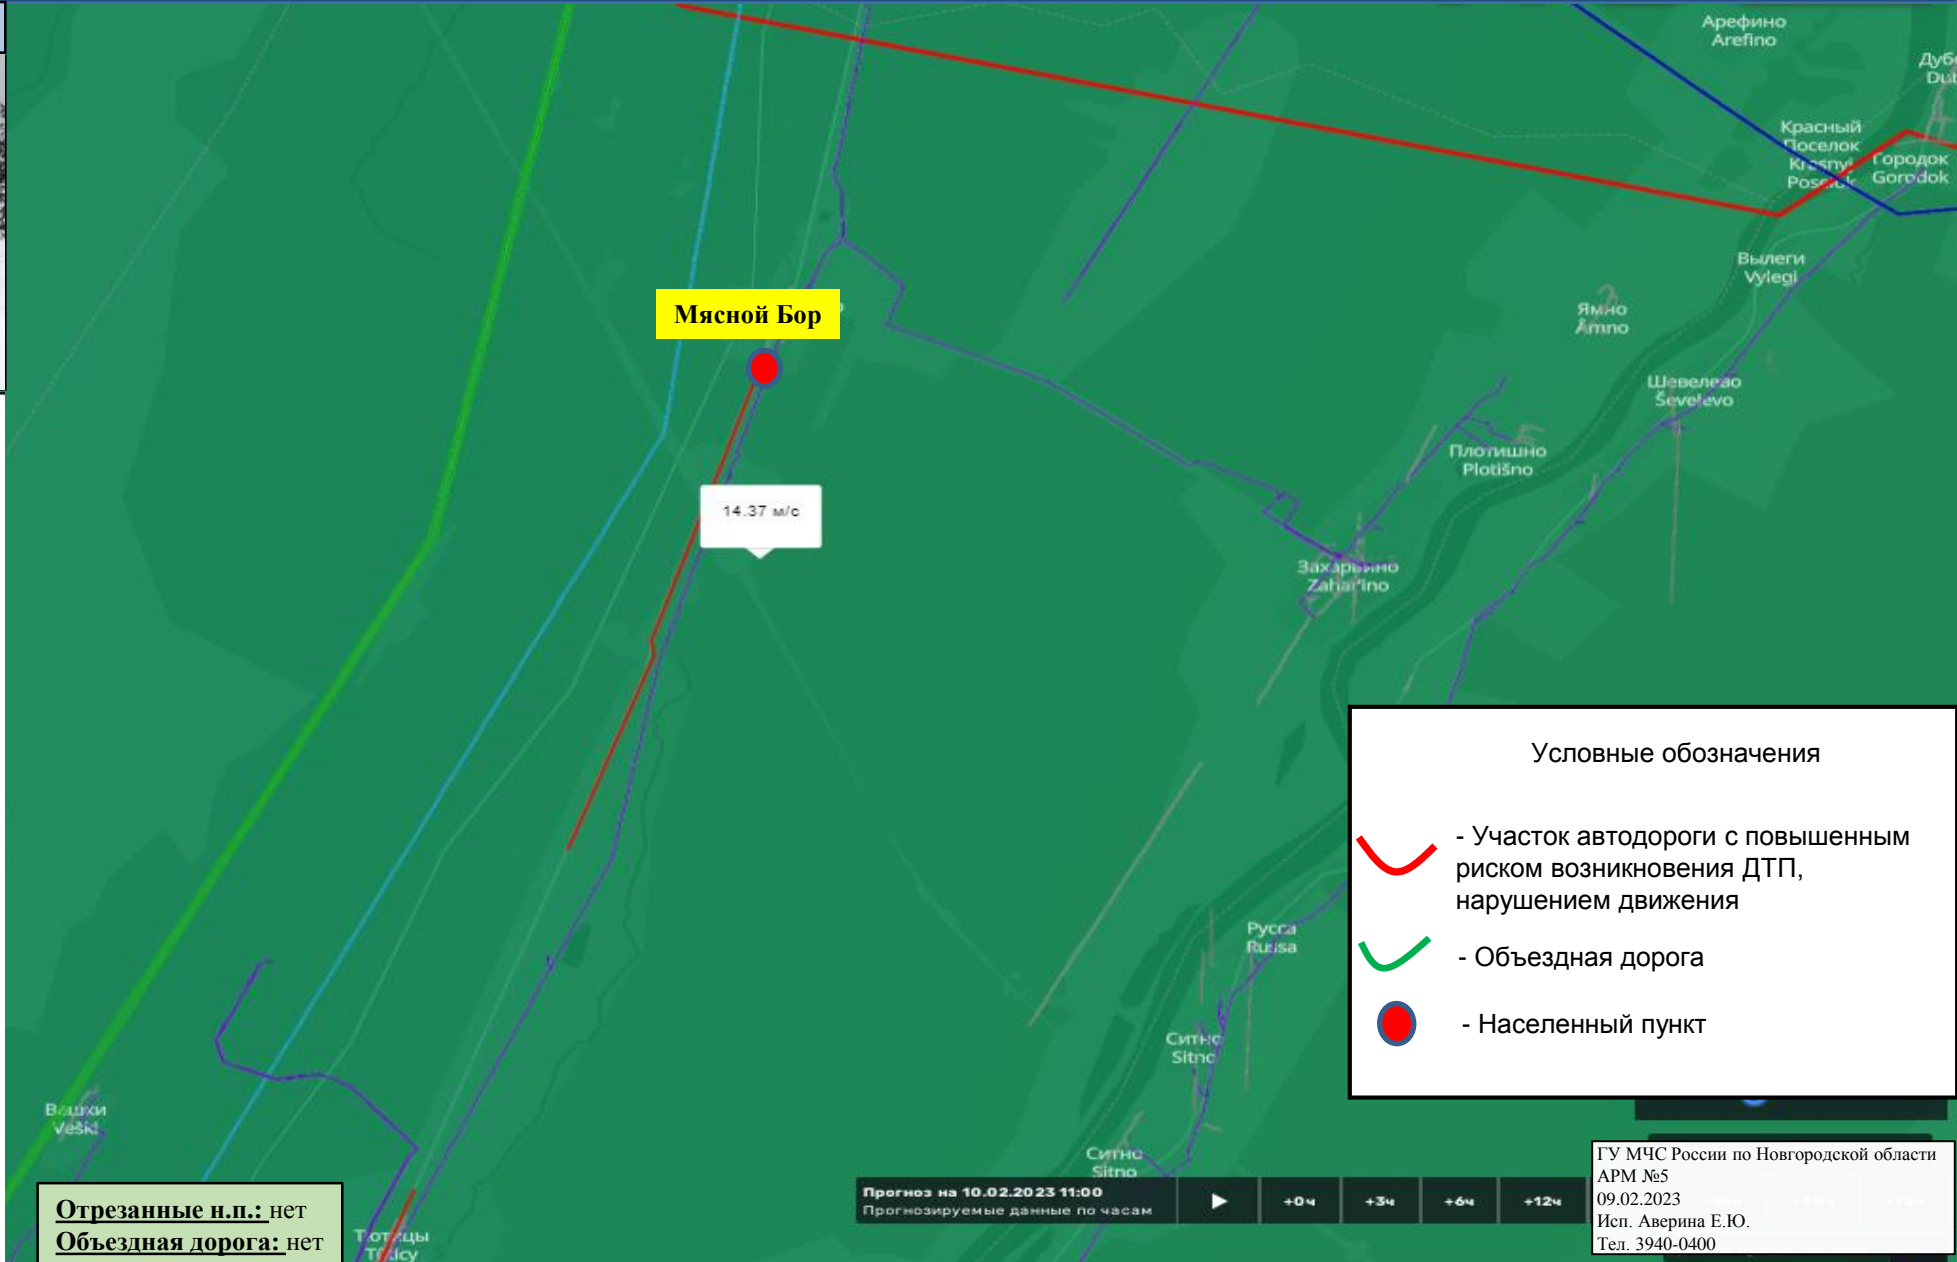 Арефино
Arefino
Красный
Поселок
Krasnyj
Городок
Gorodok
Вылеги
Vylegi
Мясной Бор
Ямно
Âmno
Шевелево
Ševelevo
Плотишно
Plotišno
14.37 м/с
Захарьино
Zahar'ino
Условные обозначения
- Участок автодороги с повышенным
риском возникновения ДТП,
нарушением движения
- Объездная дорога
- Населенный пункт
Русса
Russa
Ситно
Sitno
Вашки
Veški
Ситно
Sitno
Прогноз на 10.02.2023 11:00
Прогнозируемые данные по часам
+0ч
+3ч
+6ч
+12ч
ГУ МЧС России по Новгородской области
АРМ №5
09.02.2023
Исп. Аверина Е.Ю.
Тел. 3940-0400
Отрезанные н.п.: нет
Объездная дорога: нет